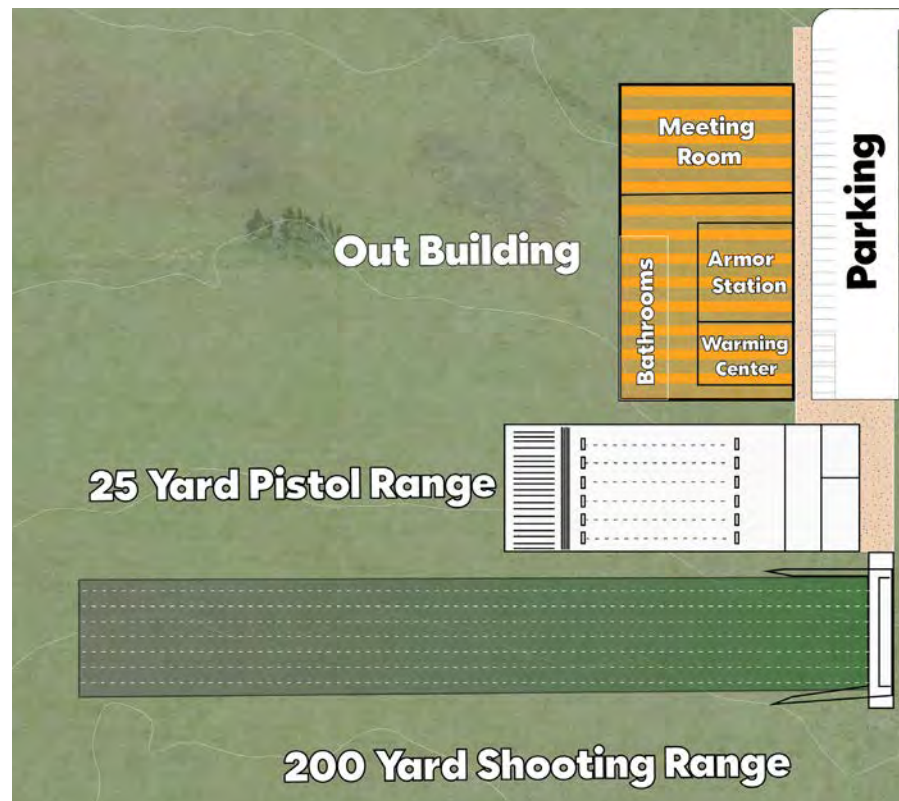 Meeting
Room
Parking
Out Building
Bathrooms
Armor
Station
Warming
Center
25 Yard Pistol Range
200 Yard Shooting Range